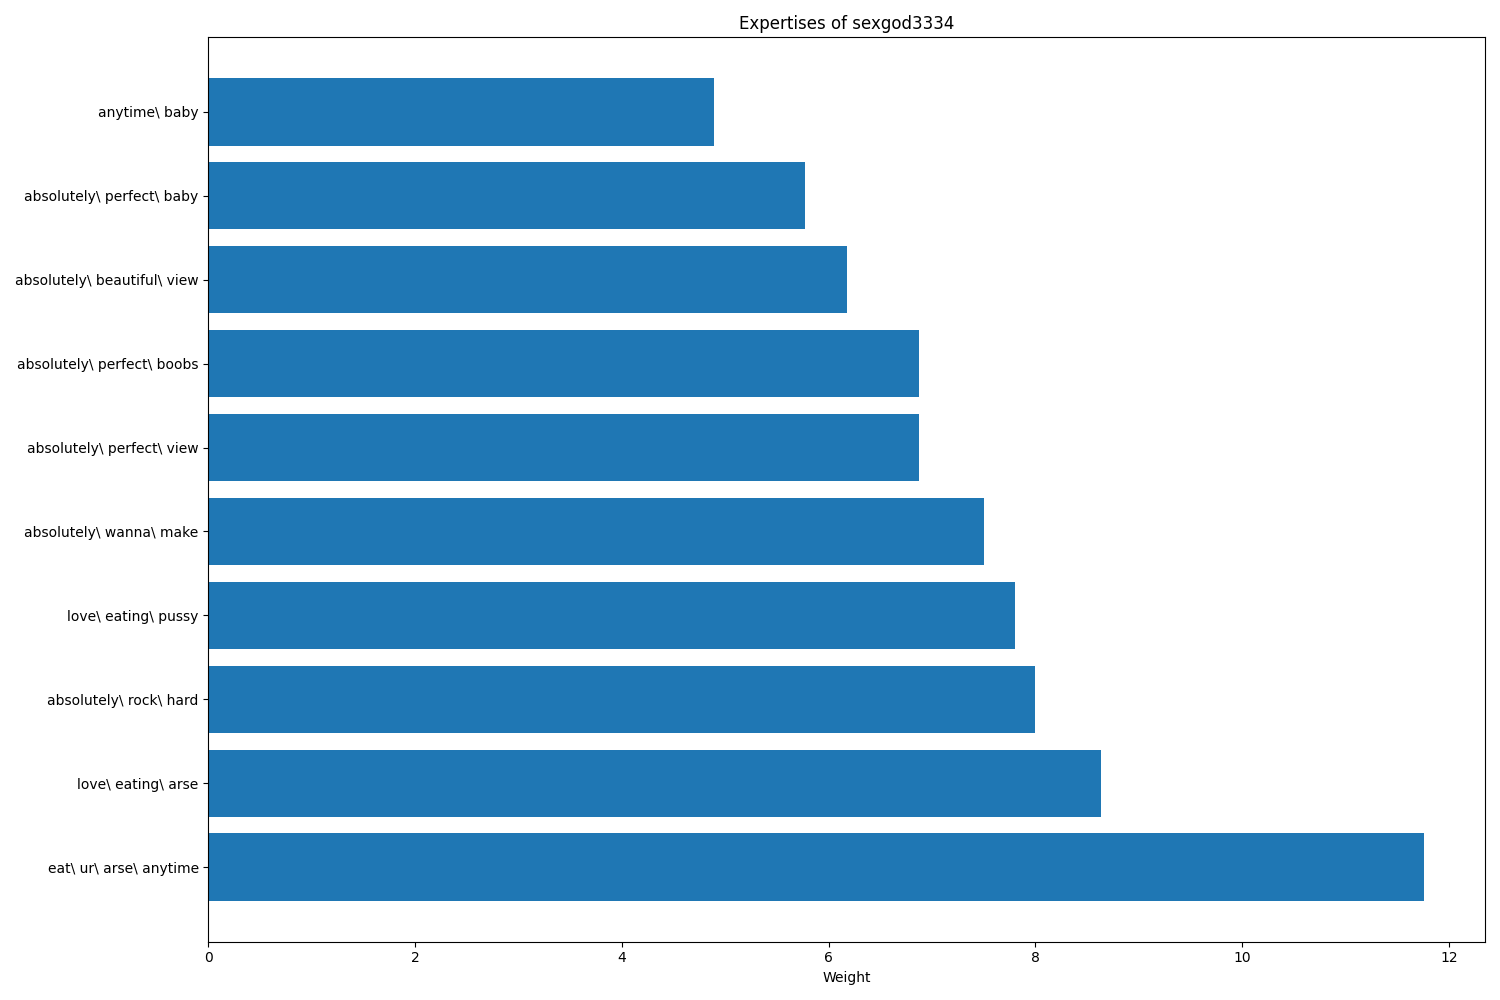 Expertises of sexgod3334
anytime\ baby
absolutely\ perfect\ baby
absolutely\ beautiful\ view
absolutely\ perfect\ boobs
absolutely\ perfect\ view
absolutely\ wanna\ make
love\ eating\ pussy
absolutely\ rock\ hard
love\ eating\ arse
eat\ ur\ arse\ anytime
0 2 4 6 8 10 12
Weight